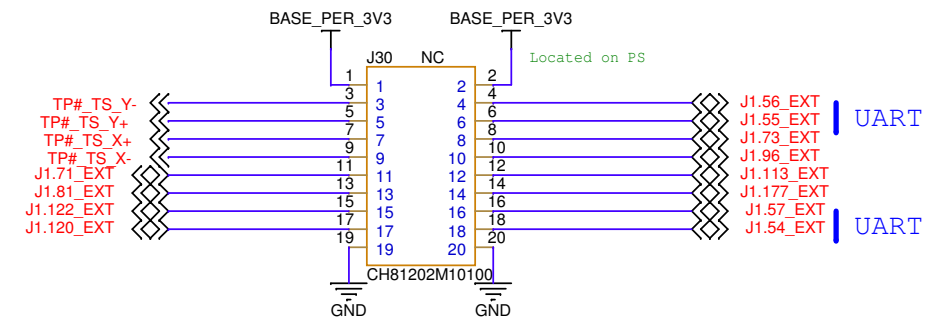 BASE_PER_3V3 BASE_PER_3V3
J30 NC Located on PS
1 1 2 2
TP#_TS_Y- 3 3 4 4 J1.56_EXT
TP#_TS_Y+ 5 5 6 6 J1.55_EXT UART
TP#_TS_X+ 7 7 8 8 J1.73_EXT
TP#_TS_X- 9 9 10 10 J1.96_EXT
J1.71_EXT 11 11 12 12 J1.113_EXT
J1.81_EXT 13 13 14 14 J1.177_EXT
J1.122_EXT 15 15 16 16 J1.57_EXT
J1.120_EXT 17 17 18 18 J1.54_EXT UART
19 19 20 20
CH81202M10100
GND GND